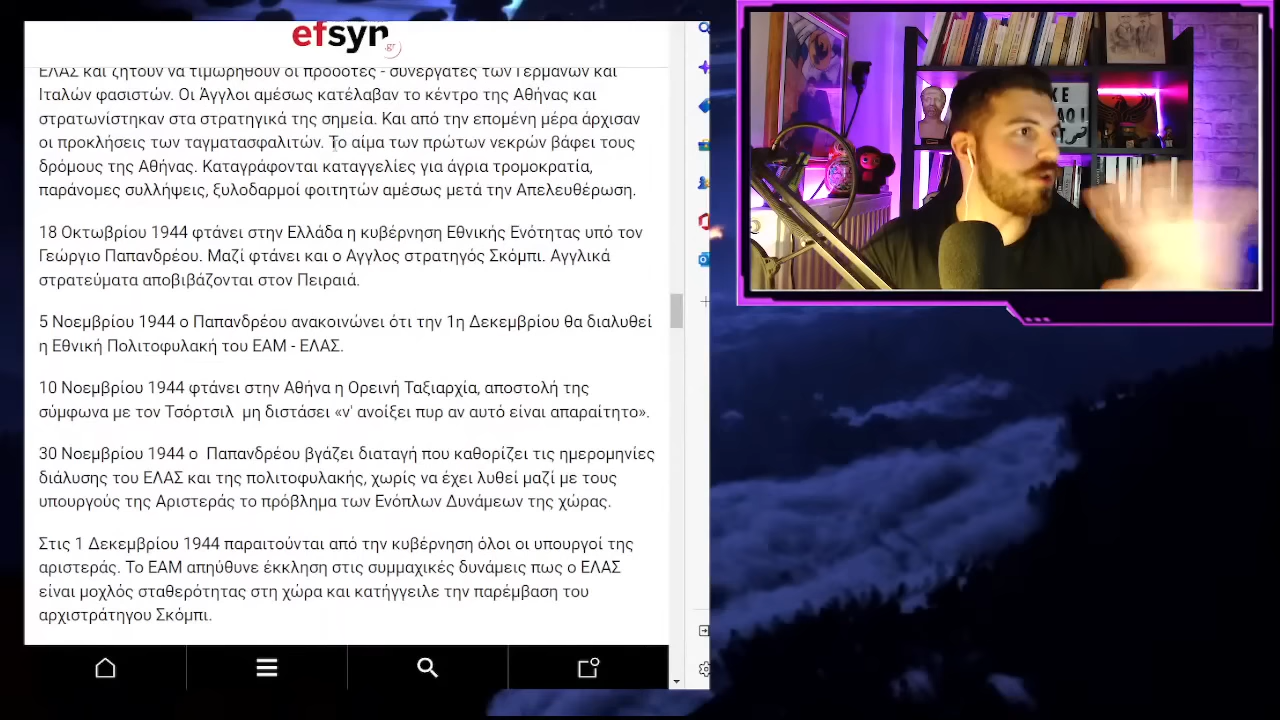 efsyn
.gr
ΕΛΑΣ και ζητούν να τιμωρηθούν οι προδότες - συνεργάτες των Γερμανών και
Ιταλών φασιστών. Οι Άγγλοι αμέσως κατέλαβαν το κέντρο της Αθήνας και
στρατωνίστηκαν στα στρατηγικά της σημεία. Και από την επομένη μέρα άρχισαν
οι προκλήσεις των ταγματασφαλιτών. Το αίμα των πρώτων νεκρών βάφει τους
δρόμους της Αθήνας. Καταγράφονται καταγγελίες για άγρια τρομοκρατία,
παράνομες συλλήψεις, ξυλοδαρμοί φοιτητών αμέσως μετά την Απελευθέρωση.
18 Οκτωβρίου 1944 φτάνει στην Ελλάδα η κυβέρνηση Εθνικής Ενότητας υπό τον
Γεώργιο Παπανδρέου. Μαζί φτάνει και ο Αγγλος στρατηγός Σκόμπι. Αγγλικά
στρατεύματα αποβιβάζονται στον Πειραιά.
5 Νοεμβρίου 1944 ο Παπανδρέου ανακοινώνει ότι την 1η Δεκεμβρίου θα διαλυθεί
η Εθνική Πολιτοφυλακή του ΕΑΜ - ΕΛΑΣ.
10 Νοεμβρίου 1944 φτάνει στην Αθήνα η Ορεινή Ταξιαρχία, αποστολή της
σύμφωνα με τον Τσόρτσιλ μη διστάσει «ν' ανοίξει πυρ αν αυτό είναι απαραίτητο».
30 Νοεμβρίου 1944 ο Παπανδρέου βγάζει διαταγή που καθορίζει τις ημερομηνίες
διάλυσης του ΕΛΑΣ και της πολιτοφυλακής, χωρίς να έχει λυθεί μαζί με τους
υπουργούς της Αριστεράς το πρόβλημα των Ενόπλων Δυνάμεων της χώρας.
Στις 1 Δεκεμβρίου 1944 παραιτούνται από την κυβέρνηση όλοι οι υπουργοί της
αριστεράς. Το ΕΑΜ απηύθυνε έκκληση στις συμμαχικές δυνάμεις πως ο ΕΛΑΣ
είναι μοχλός σταθερότητας στη χώρα και κατήγγειλε την παρέμβαση του
αρχιστράτηγου Σκόμπι.